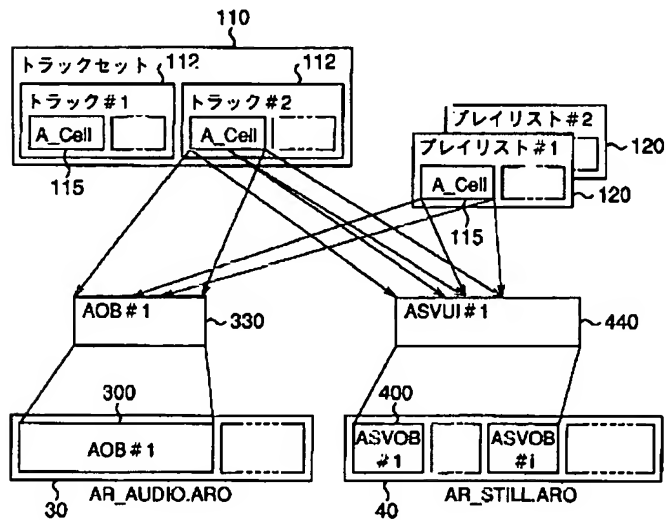 110
トラックセット
112
112
トラック#1
トラック#2
A_Cell
A_Cell
115
プレイリスト#2
プレイリスト#1
120
A_Cell
120
115
AOB#1
330
ASVUI#1
440
300
AOB#1
400
ASVOB
#1
ASVOB
#i
30
AR_AUDIO.ARO
40
AR_STILL.ARO